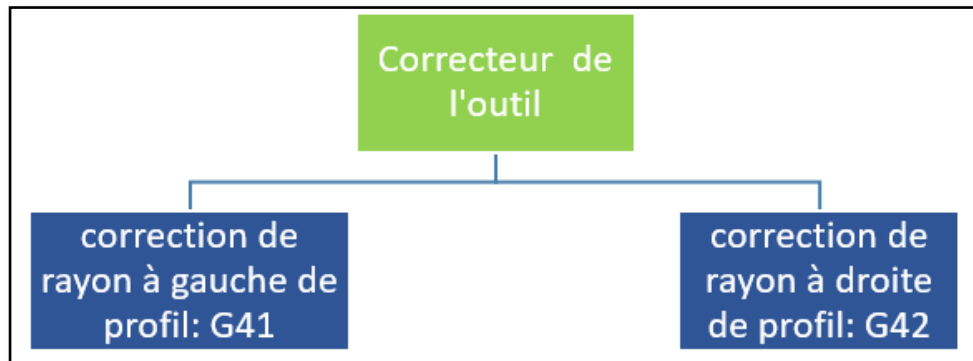 Correcteur de
l'outil
correction de
rayon à gauche de
profil: G41
correction de
rayon à droite
de profil: G42